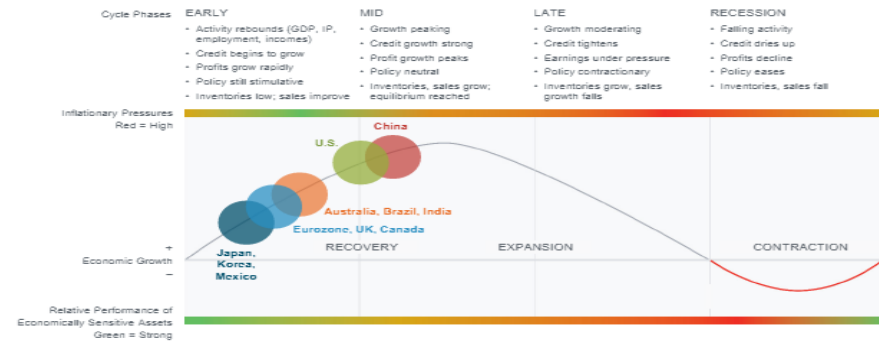 Cycle Phases
EARLY
• Activity rebounds (GDP, IP,
employment, incomes)
• Credit begins to grow
• Profits grow rapidly
• Policy still stimulative
• Inventories low; sales improve
MID
• Growth peaking
• Credit growth strong
• Profit growth peaks
• Policy neutral
• Inventories, sales grow;
equilibrium reached
LATE
• Growth moderating
• Credit tightens
• Earnings under pressure
• Policy contractionary
• Inventories grow, sales
growth falls
RECESSION
• Falling activity
• Credit dries up
• Profits decline
• Policy eases
• Inventories, sales fall
Inflationary Pressures
Red = High
China
U.S.
Australia, Brazil, India
Eurozone, UK, Canada
Japan,
Korea,
Mexico
+
Economic Growth
–
RECOVERY
EXPANSION
CONTRACTION
Relative Performance of
Economically Sensitive Assets
Green = Strong